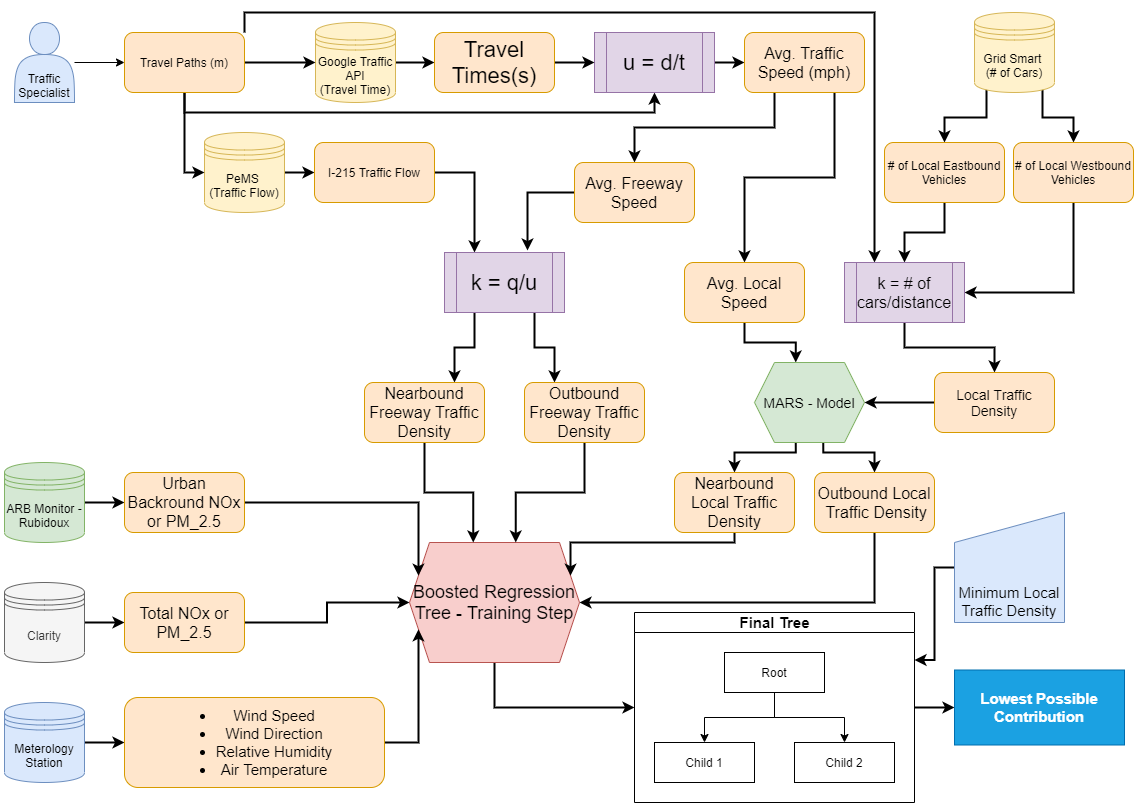 Traffic
Specialist
Travel Paths (m)
Google Traffic
API
(Travel Time)
Travel
Times(s)
u = d/t
Avg. Traffic
Speed (mph)
Grid Smart
(# of Cars)
PeMS
(Traffic Flow)
I-215 Traffic Flow
Avg. Freeway
Speed
# of Local Eastbound
Vehicles
# of Local Westbound
Vehicles
k = q/u
Avg. Local
Speed
k = # of
cars/distance
Nearbound
Freeway Traffic
Density
Outbound
Freeway Traffic
Density
MARS - Model
Local Traffic
Density
ARB Monitor -
Rubidoux
Urban
Backround NOx
or PM_2.5
Nearbound
Local Traffic
Density
Outbound Local
Traffic Density
Clarity
Total NOx or
PM_2.5
Boosted Regression
Tree - Training Step
Minimum Local
Traffic Density
Final Tree
Root
Child 1
Child 2
Lowest Possible
Contribution
Meterology
Station
• Wind Speed
• Wind Direction
• Relative Humidity
• Air Temperature